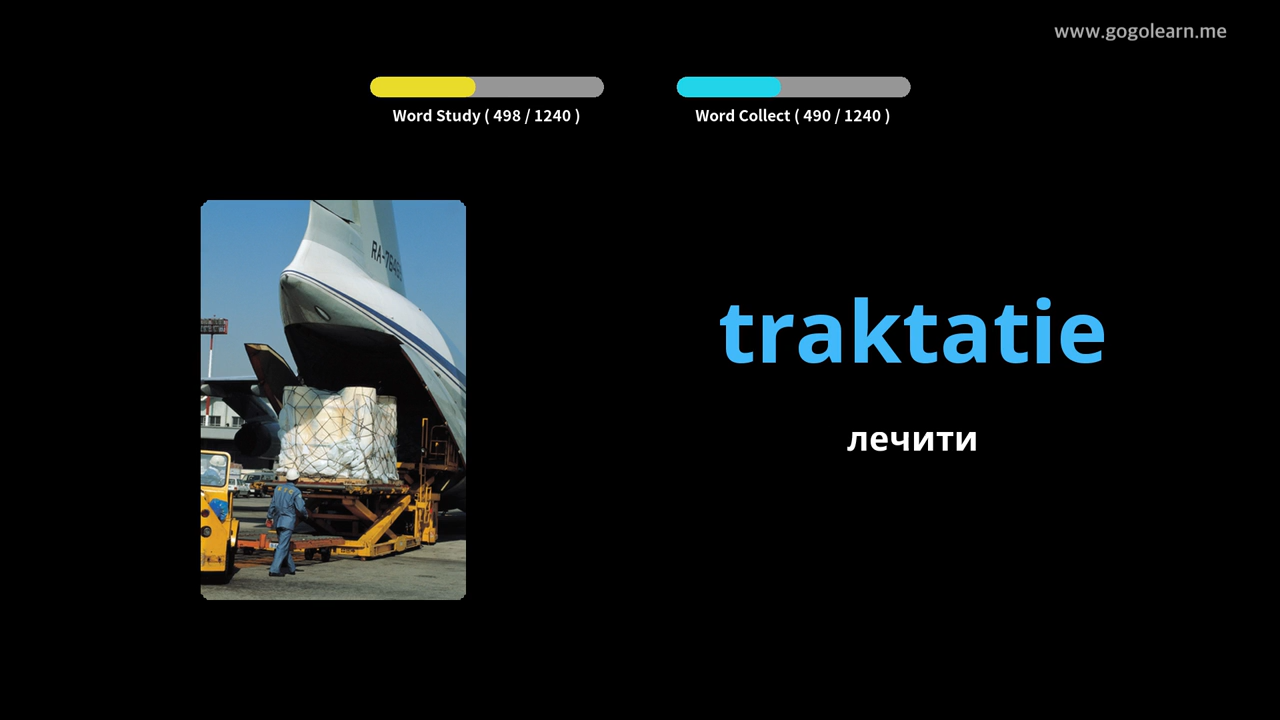 www.gogolearn.me
Word Study ( 498 / 1240 )
Word Collect ( 490 / 1240 )
traktatie
лечити